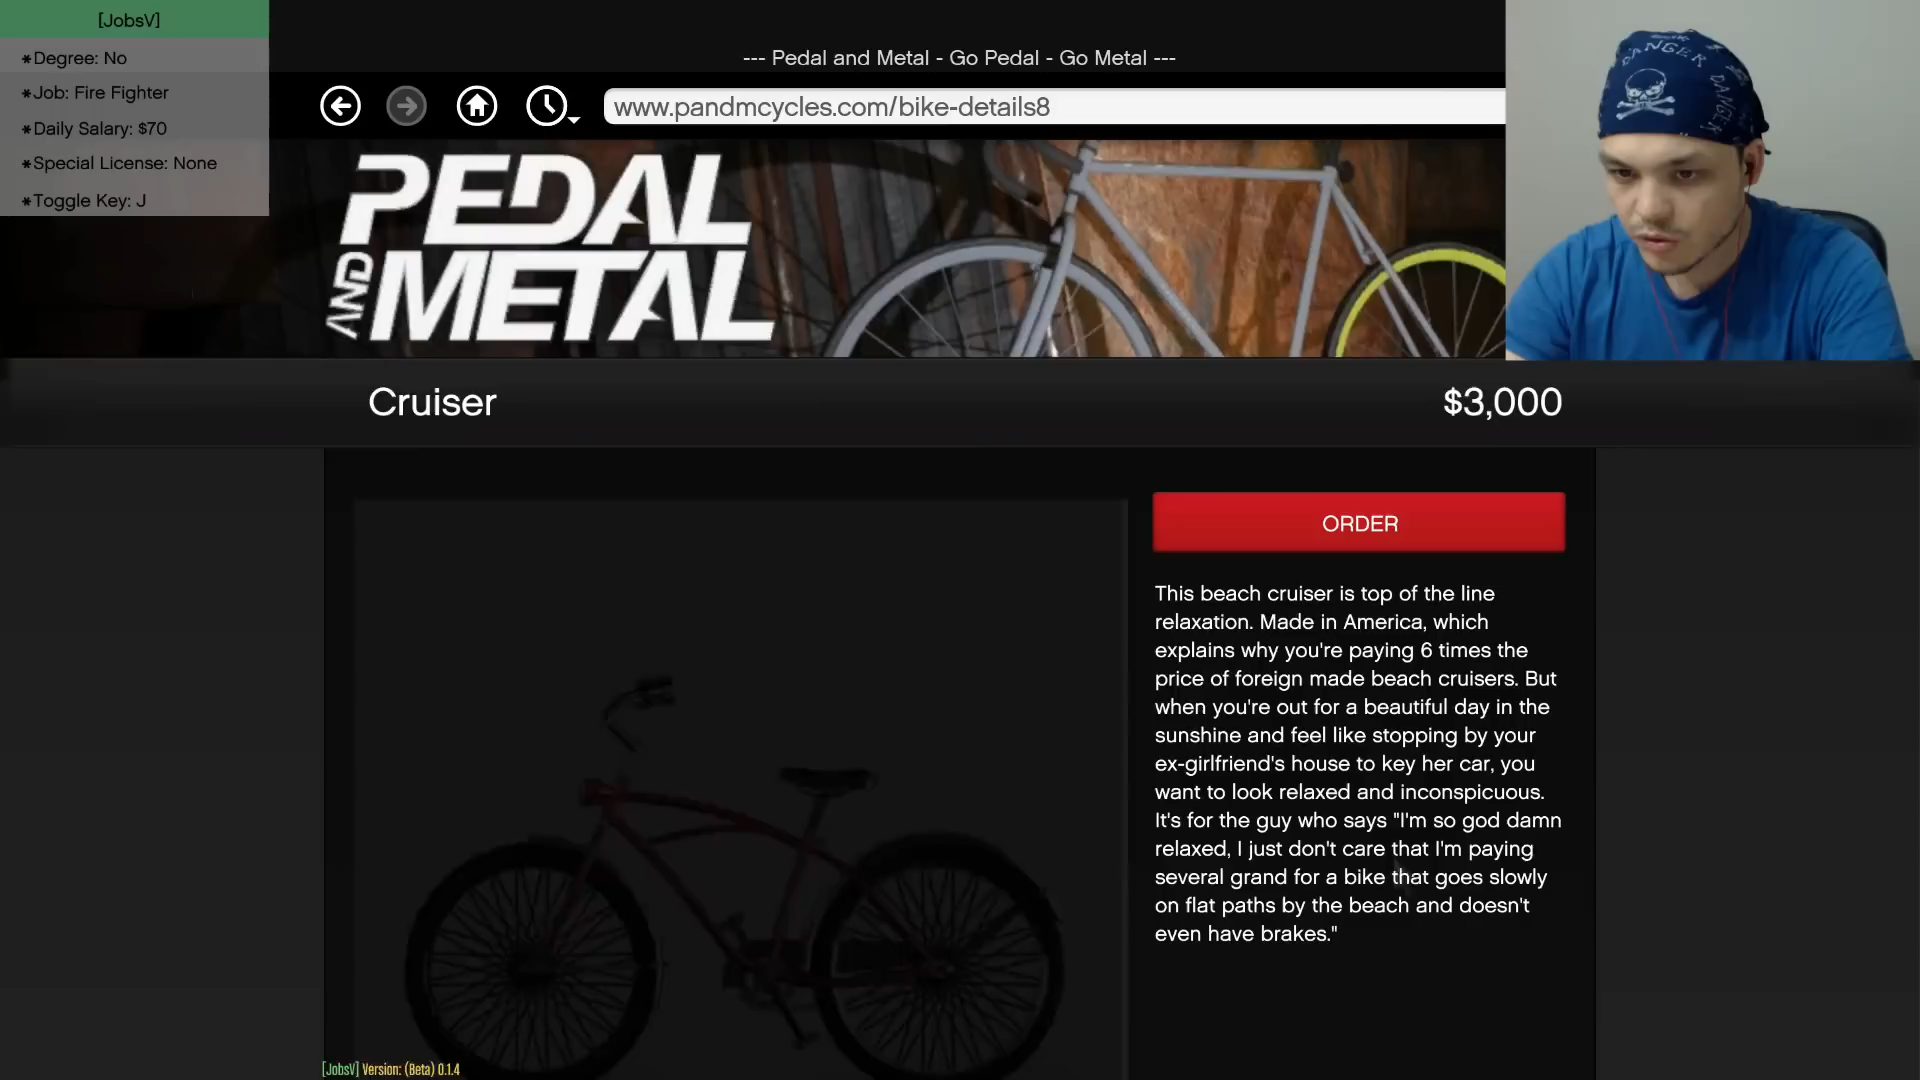 [JobsV]
*Degree: No
*Job: Fire Fighter
*Daily Salary: $70
*Special License: None
*Toggle Key: J
--- Pedal and Metal - Go Pedal - Go Metal ---
www.pandmcycles.com/bike-details8
PEDAL
AND
METAL
DANGER
DANGER
Cruiser
$3,000
ORDER
This beach cruiser is top of the line
relaxation. Made in America, which
explains why you're paying 6 times the
price of foreign made beach cruisers. But
when you're out for a beautiful day in the
sunshine and feel like stopping by your
ex-girlfriend's house to key her car, you
want to look relaxed and inconspicuous.
It's for the guy who says "I'm so god damn
relaxed, I just don't care that I'm paying
several grand for a bike that goes slowly
on flat paths by the beach and doesn't
even have brakes."
[JobsV] Version: (Beta) 0.1.4